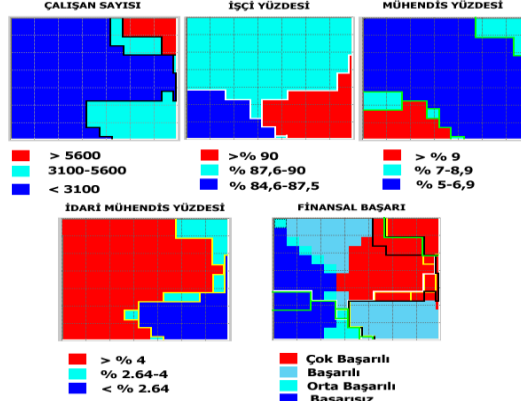 ÇALIŞAN SAYISI
İŞÇİ YÜZDESİ
MÜHENDİS YÜZDESİ
> 5600
3100-5600
< 3100
>% 90
% 87,6-90
% 84,6-87,5
> % 9
% 7-8,9
% 5-6,9
İDARİ MÜHENDİS YÜZDESİ
FİNANSAL BAŞARI
> % 4
% 2.64-4
< % 2.64
Çok Başarılı
Başarılı
Orta Başarılı
Başarısız